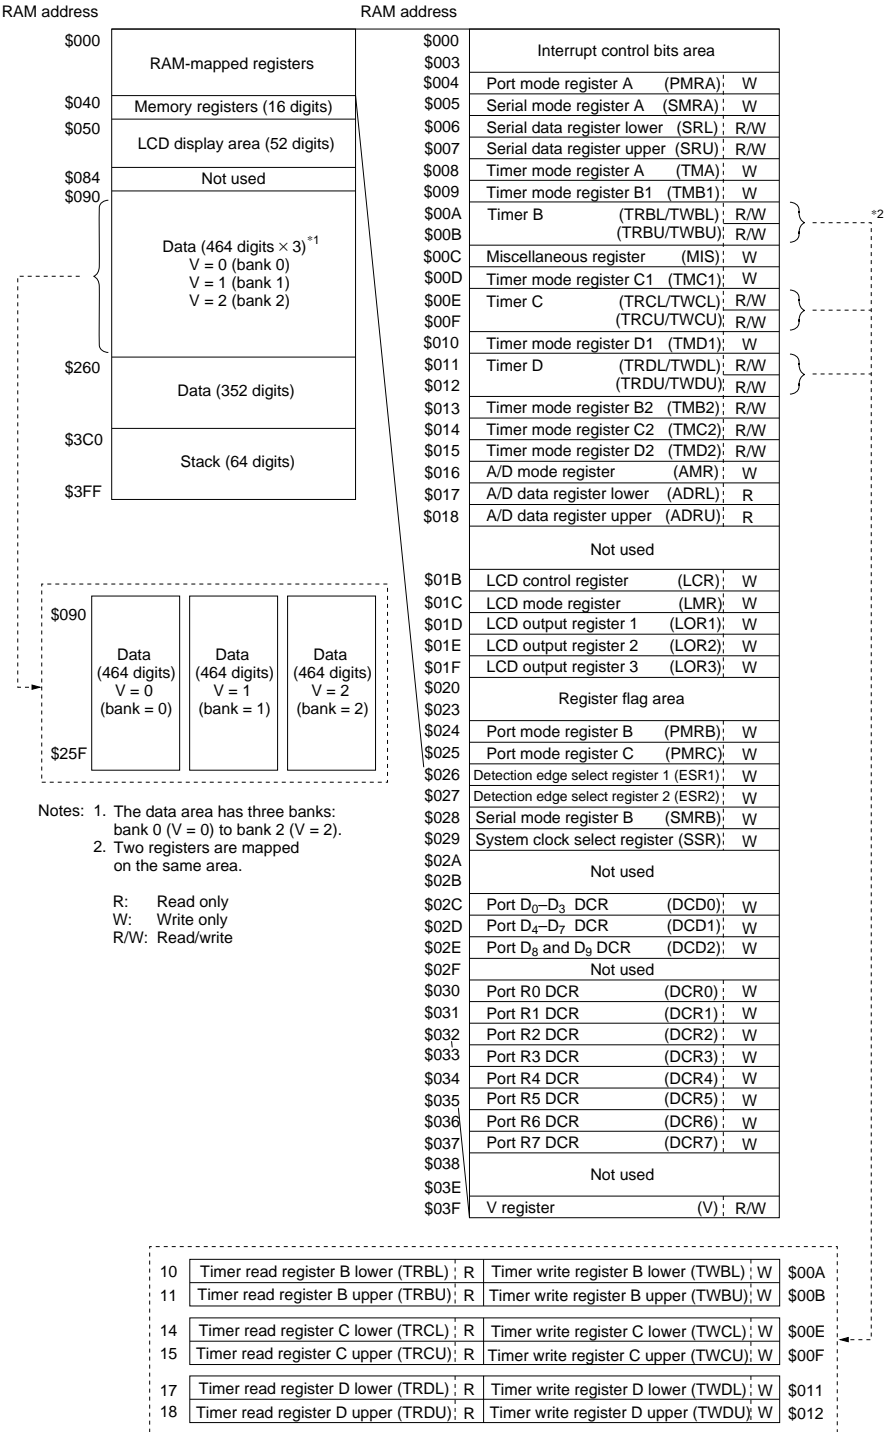 RAM address
$000
RAM-mapped registers
$040
Memory registers (16 digits)
$050
LCD display area (52 digits)
$084
Not used
$090
Data (464 digits × 3)*1
V = 0 (bank 0)
V = 1 (bank 1)
V = 2 (bank 2)
$260
Data (352 digits)
$3C0
Stack (64 digits)
$3FF
$090
Data
(464 digits)
V = 0
(bank = 0)
Data
(464 digits)
V = 1
(bank = 1)
Data
(464 digits)
V = 2
(bank = 2)
$25F
Notes: 1. The data area has three banks:
bank 0 (V = 0) to bank 2 (V = 2).
2. Two registers are mapped
on the same area.
R: Read only
W: Write only
R/W: Read/write
RAM address
$000
Interrupt control bits area
$003
$004 Port mode register A (PMRA) W
$005 Serial mode register A (SMRA) W
$006 Serial data register lower (SRL) R/W
$007 Serial data register upper (SRU) R/W
$008 Timer mode register A (TMA) W
$009 Timer mode register B1 (TMB1) W
$00A Timer B (TRBL/TWBL) R/W
*2
$00B (TRBU/TWBU) R/W
$00C Miscellaneous register (MIS) W
$00D Timer mode register C1 (TMC1) W
$00E Timer C (TRCL/TWCL) R/W
$00F (TRCU/TWCU) R/W
$010 Timer mode register D1 (TMD1) W
$011 Timer D (TRDL/TWDL) R/W
$012 (TRDU/TWDU) R/W
$013 Timer mode register B2 (TMB2) R/W
$014 Timer mode register C2 (TMC2) R/W
$015 Timer mode register D2 (TMD2) R/W
$016 A/D mode register (AMR) W
$017 A/D data register lower (ADRL) R
$018 A/D data register upper (ADRU) R
Not used
$01B LCD control register (LCR) W
$01C LCD mode register (LMR) W
$01D LCD output register 1 (LOR1) W
$01E LCD output register 2 (LOR2) W
$01F LCD output register 3 (LOR3) W
$020
Register flag area
$023
$024 Port mode register B (PMRB) W
$025 Port mode register C (PMRC) W
$026 Detection edge select register 1 (ESR1) W
$027 Detection edge select register 2 (ESR2) W
$028 Serial mode register B (SMRB) W
$029 System clock select register (SSR) W
$02A
Not used
$02B
$02C Port D0–D3 DCR (DCD0) W
$02D Port D4–D7 DCR (DCD1) W
$02E Port D8 and D9 DCR (DCD2) W
$02F Not used
$030 Port R0 DCR (DCR0) W
$031 Port R1 DCR (DCR1) W
$032 Port R2 DCR (DCR2) W
$033 Port R3 DCR (DCR3) W
$034 Port R4 DCR (DCR4) W
$035 Port R5 DCR (DCR5) W
$036 Port R6 DCR (DCR6) W
$037 Port R7 DCR (DCR7) W
$038
Not used
$03E
$03F V register (V) R/W
10 Timer read register B lower (TRBL) R Timer write register B lower (TWBL) W $00A
11 Timer read register B upper (TRBU) R Timer write register B upper (TWBU) W $00B
14 Timer read register C lower (TRCL) R Timer write register C lower (TWCL) W $00E
15 Timer read register C upper (TRCU) R Timer write register C upper (TWCU) W $00F
17 Timer read register D lower (TRDL) R Timer write register D lower (TWDL) W $011
18 Timer read register D upper (TRDU) R Timer write register D upper (TWDU) W $012